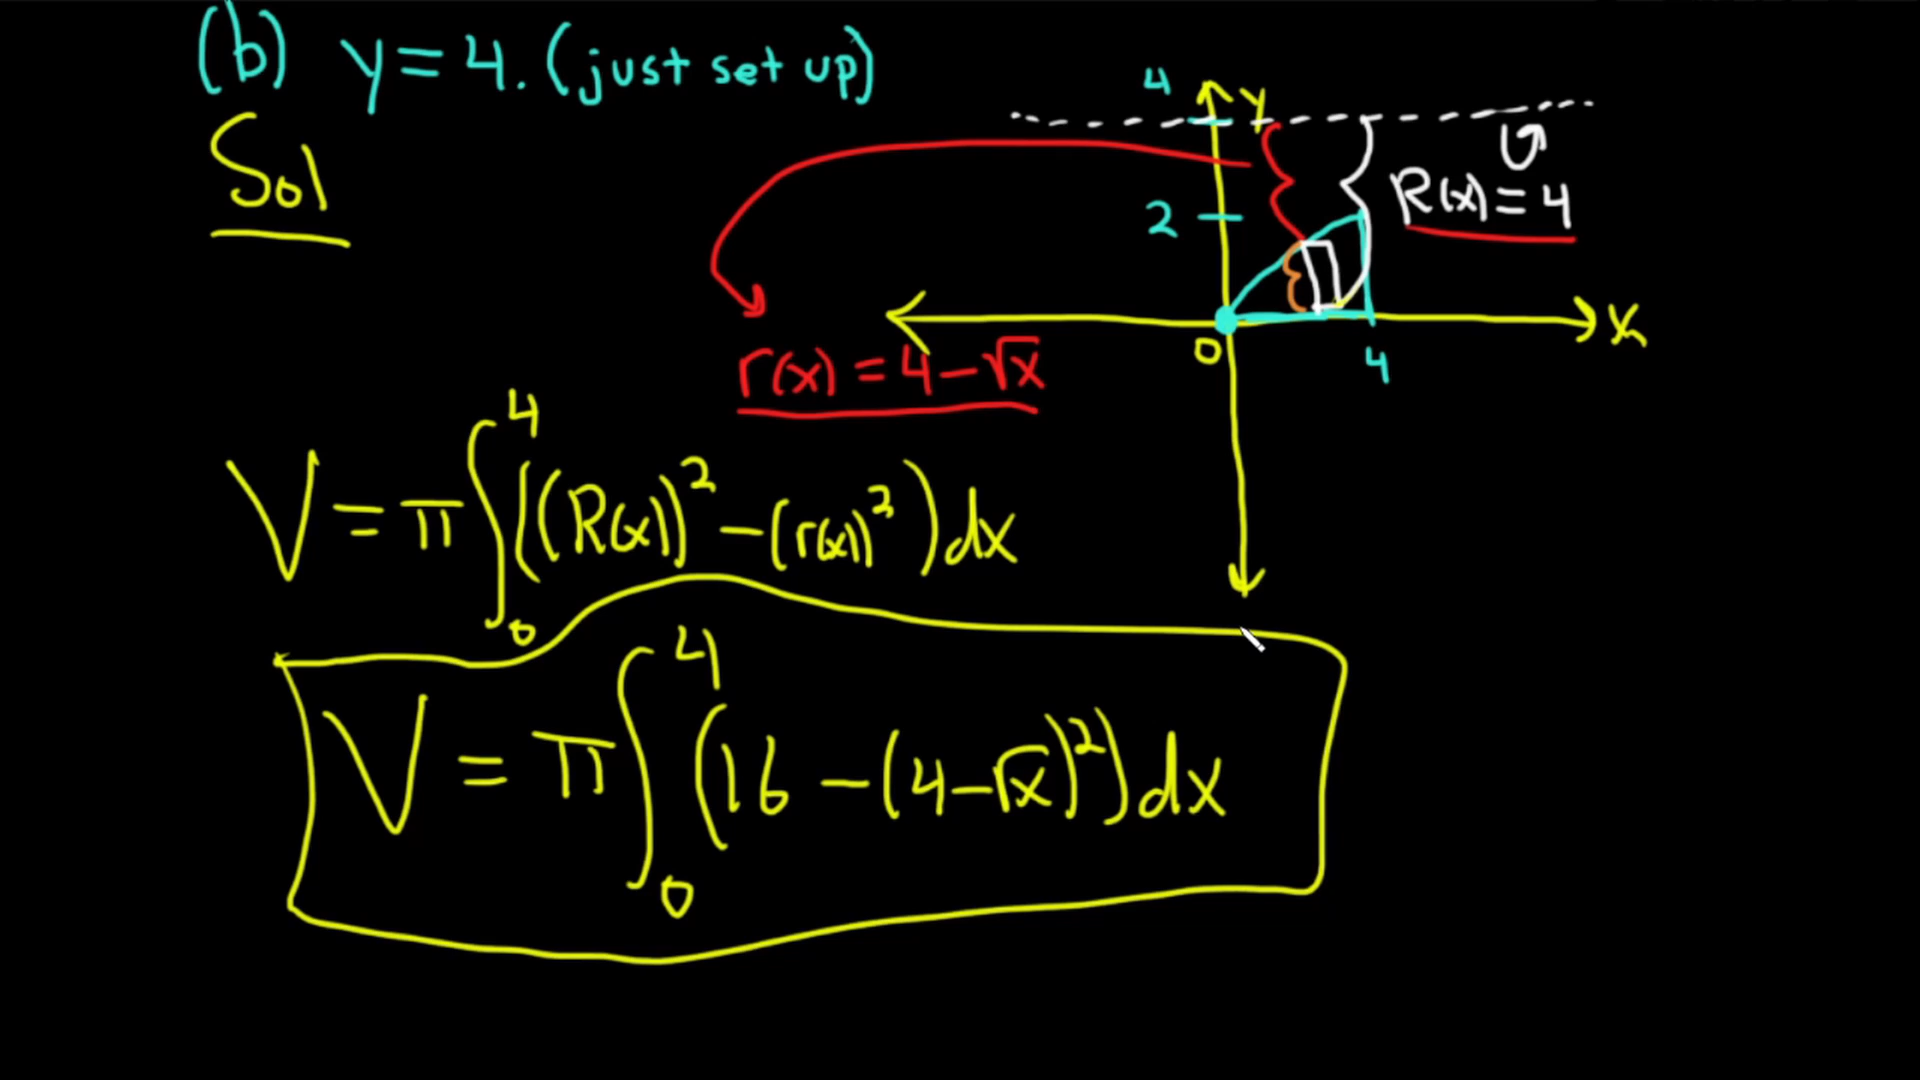 (b) y = 4. (just set up)
Sol
4
y
R(x) = 4
2
x
0
4
r(x) = 4 - √x
V = π ∫₀⁴ ((R(x))² - (r(x))²) dx
V = π ∫₀⁴ (16 - (4 - √x)²) dx